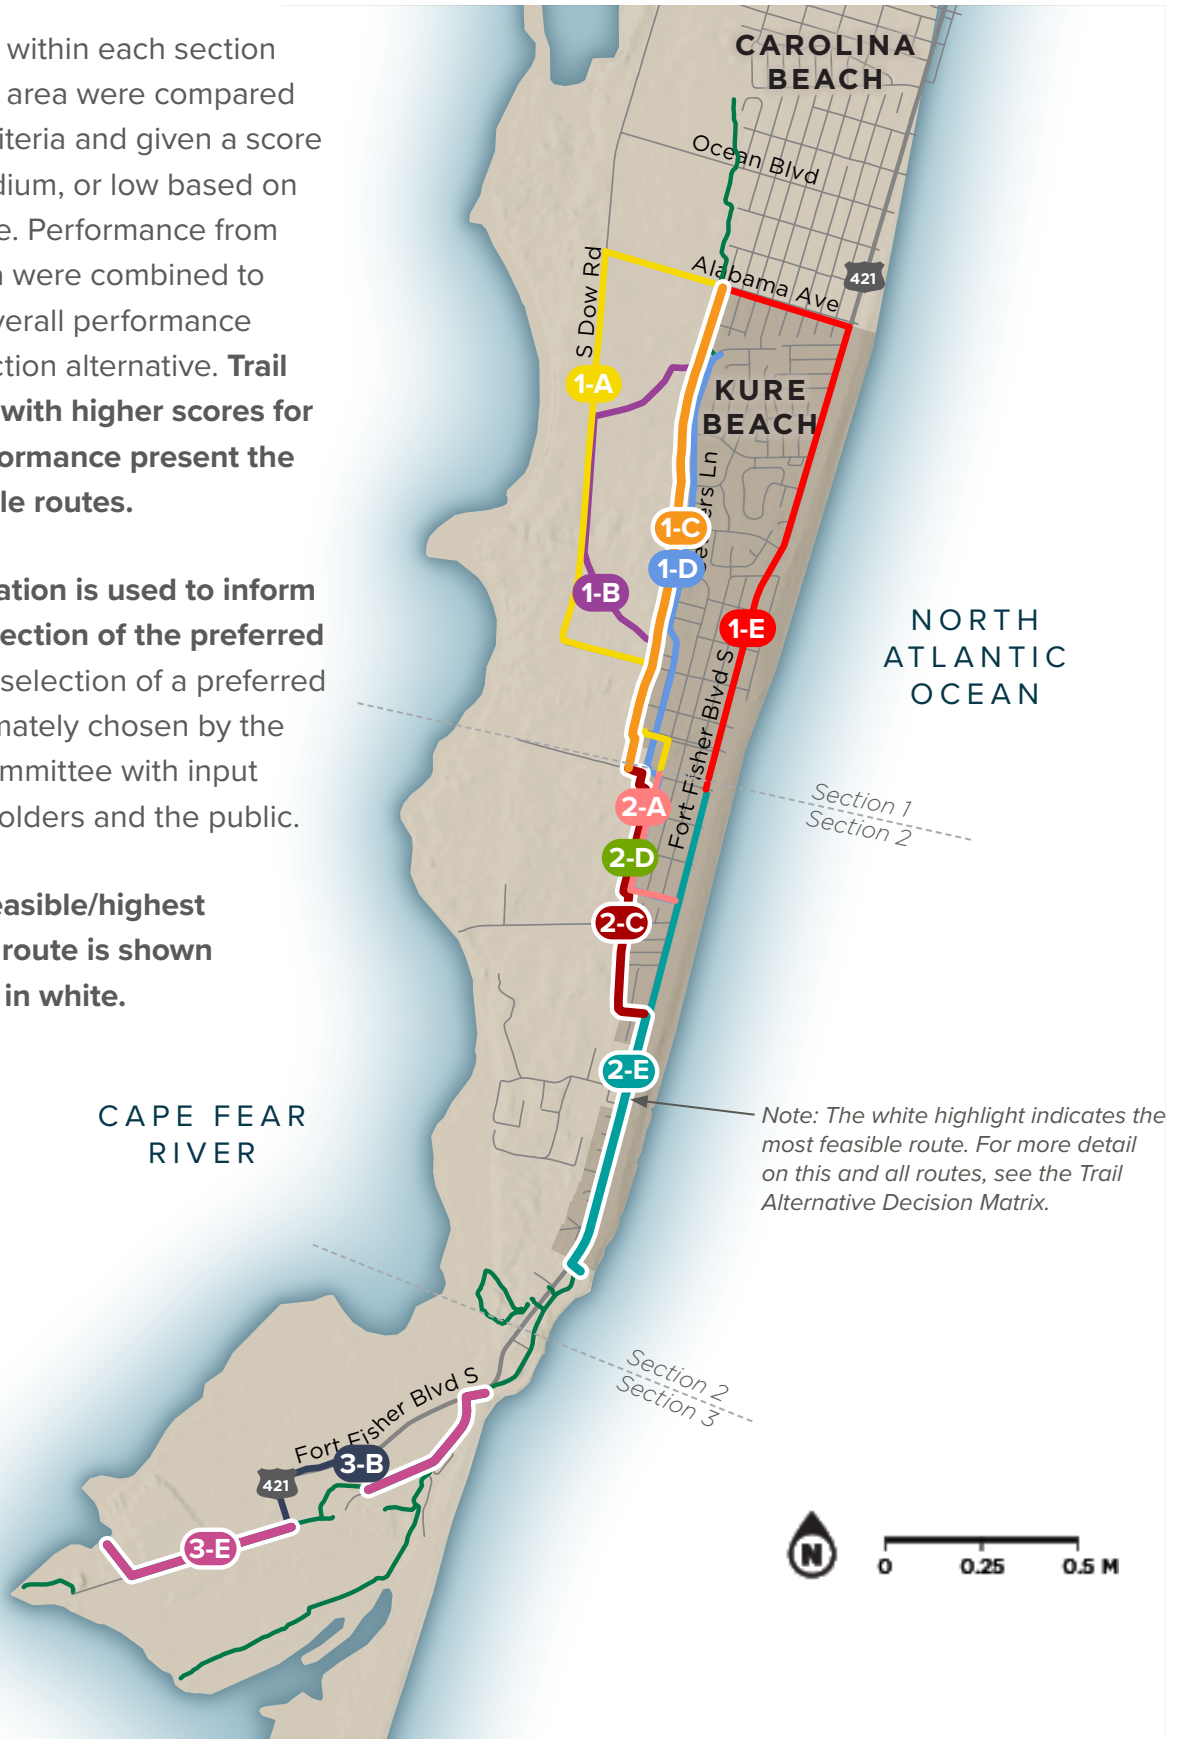 within each section
area were compared
iteria and given a score
dium, or low based on
e. Performance from
were combined to
verall performance
ction alternative. Trail
with higher scores for
ormance present the
le routes.
ation is used to inform
ection of the preferred
selection of a preferred
mately chosen by the
mmittee with input
olders and the public.
easible/highest
route is shown
in white.
CAROLINA
BEACH
Ocean Blvd
S Dow Rd
Alabama Ave
421
1-A
KURE
BEACH
ers Ln
1-C
1-D
1-B
1-E
NORTH
ATLANTIC
OCEAN
Fort Fisher Blvd S
Section 1
Section 2
2-A
2-D
2-C
2-E
CAPE FEAR
RIVER
Note: The white highlight indicates the
most feasible route. For more detail
on this and all routes, see the Trail
Alternative Decision Matrix.
Section 2
Section 3
Fort Fisher Blvd S
3-B
421
3-E
N
0 0.25 0.5 M